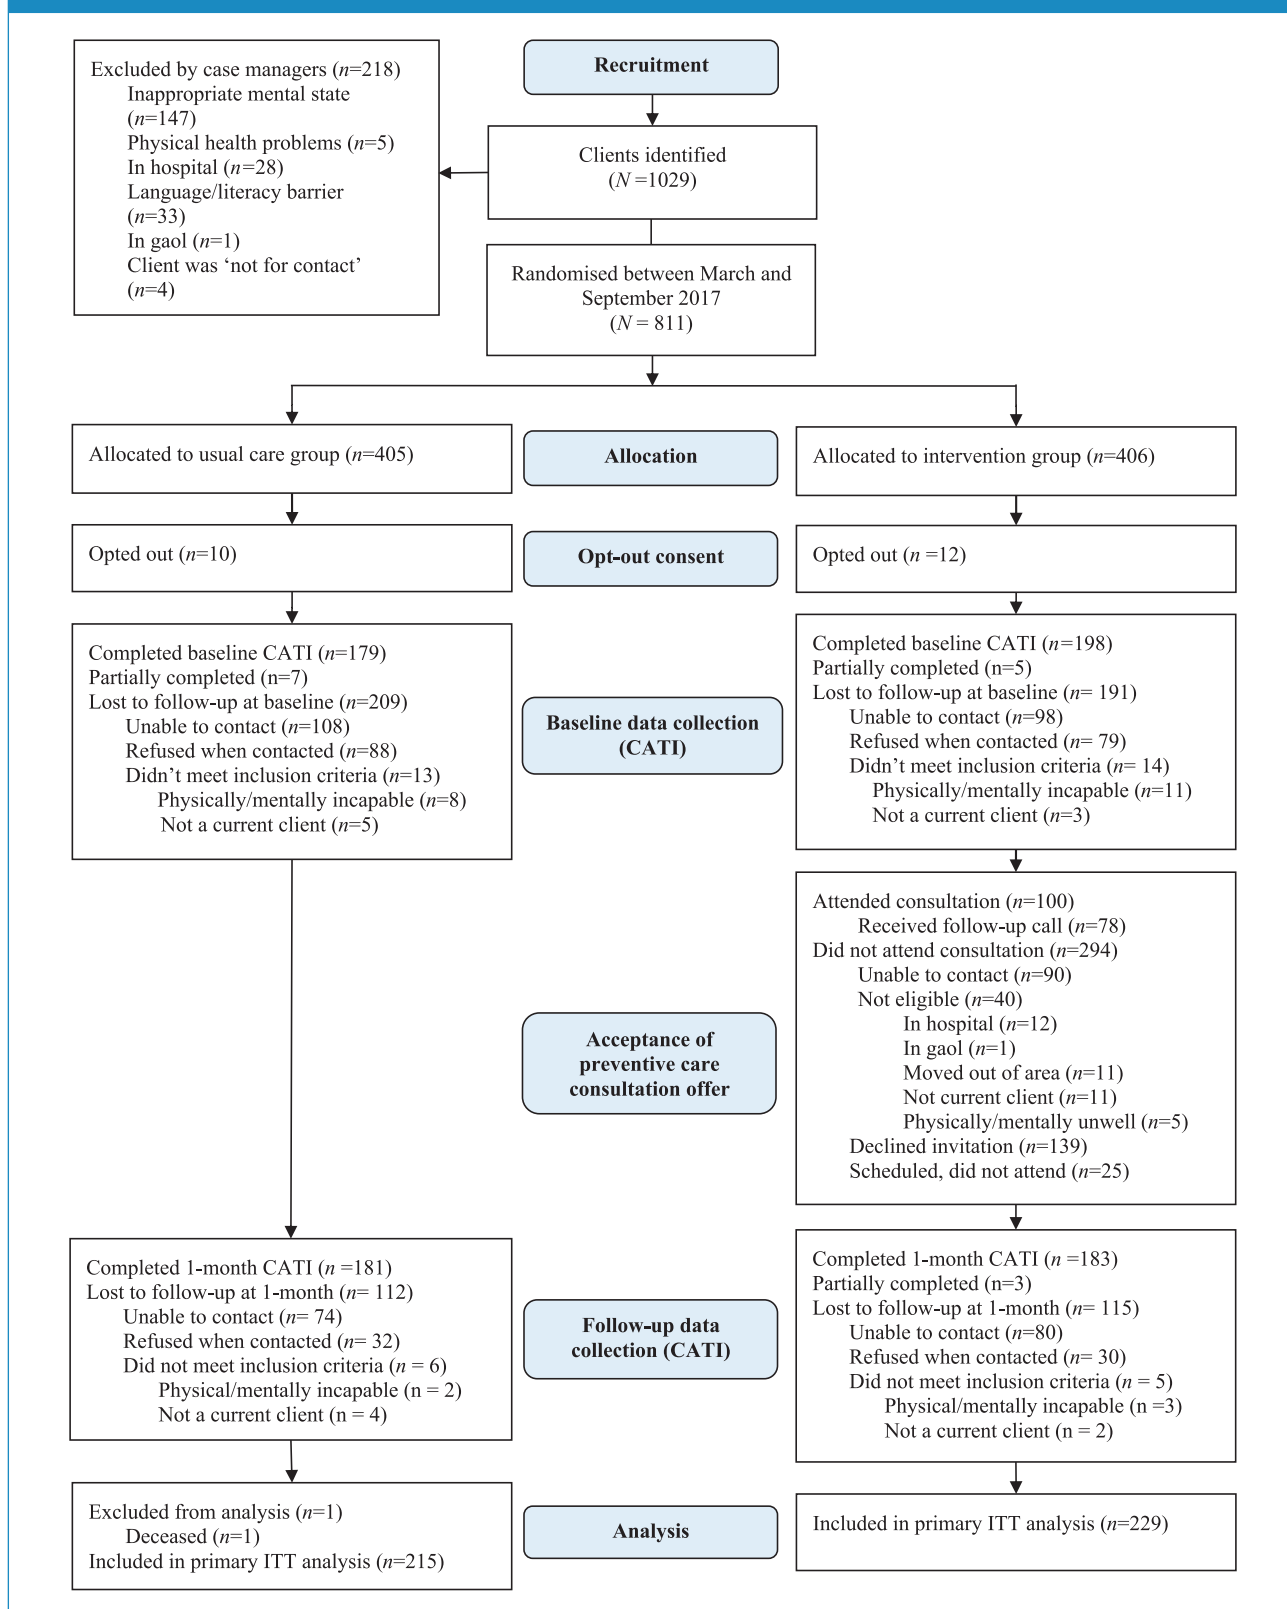 Recruitment
Excluded by case managers (n=218)
Inappropriate mental state
(n=147)
Physical health problems (n=5)
In hospital (n=28)
Language/literacy barrier
(n=33)
In gaol (n=1)
Client was ‘not for contact’
(n=4)
Clients identified
(N =1029)
Randomised between March and
September 2017
(N = 811)
Allocated to usual care group (n=405)
Allocation
Allocated to intervention group (n=406)
Opted out (n=10)
Opt-out consent
Opted out (n =12)
Completed baseline CATI (n=179)
Partially completed (n=7)
Lost to follow-up at baseline (n=209)
Unable to contact (n=108)
Refused when contacted (n=88)
Didn’t meet inclusion criteria (n=13)
Physically/mentally incapable (n=8)
Not a current client (n=5)
Baseline data collection
(CATI)
Completed baseline CATI (n=198)
Partially completed (n=5)
Lost to follow-up at baseline (n= 191)
Unable to contact (n=98)
Refused when contacted (n= 79)
Didn’t meet inclusion criteria (n= 14)
Physically/mentally incapable (n=11)
Not a current client (n=3)
Acceptance of
preventive care
consultation offer
Attended consultation (n=100)
Received follow-up call (n=78)
Did not attend consultation (n=294)
Unable to contact (n=90)
Not eligible (n=40)
In hospital (n=12)
In gaol (n=1)
Moved out of area (n=11)
Not current client (n=11)
Physically/mentally unwell (n=5)
Declined invitation (n=139)
Scheduled, did not attend (n=25)
Completed 1-month CATI (n =181)
Lost to follow-up at 1-month (n= 112)
Unable to contact (n= 74)
Refused when contacted (n= 32)
Did not meet inclusion criteria (n = 6)
Physical/mentally incapable (n = 2)
Not a current client (n = 4)
Follow-up data
collection (CATI)
Completed 1-month CATI (n =183)
Partially completed (n=3)
Lost to follow-up at 1-month (n= 115)
Unable to contact (n=80)
Refused when contacted (n= 30)
Did not meet inclusion criteria (n = 5)
Physical/mentally incapable (n =3)
Not a current client (n = 2)
Excluded from analysis (n=1)
Deceased (n=1)
Included in primary ITT analysis (n=215)
Analysis
Included in primary ITT analysis (n=229)